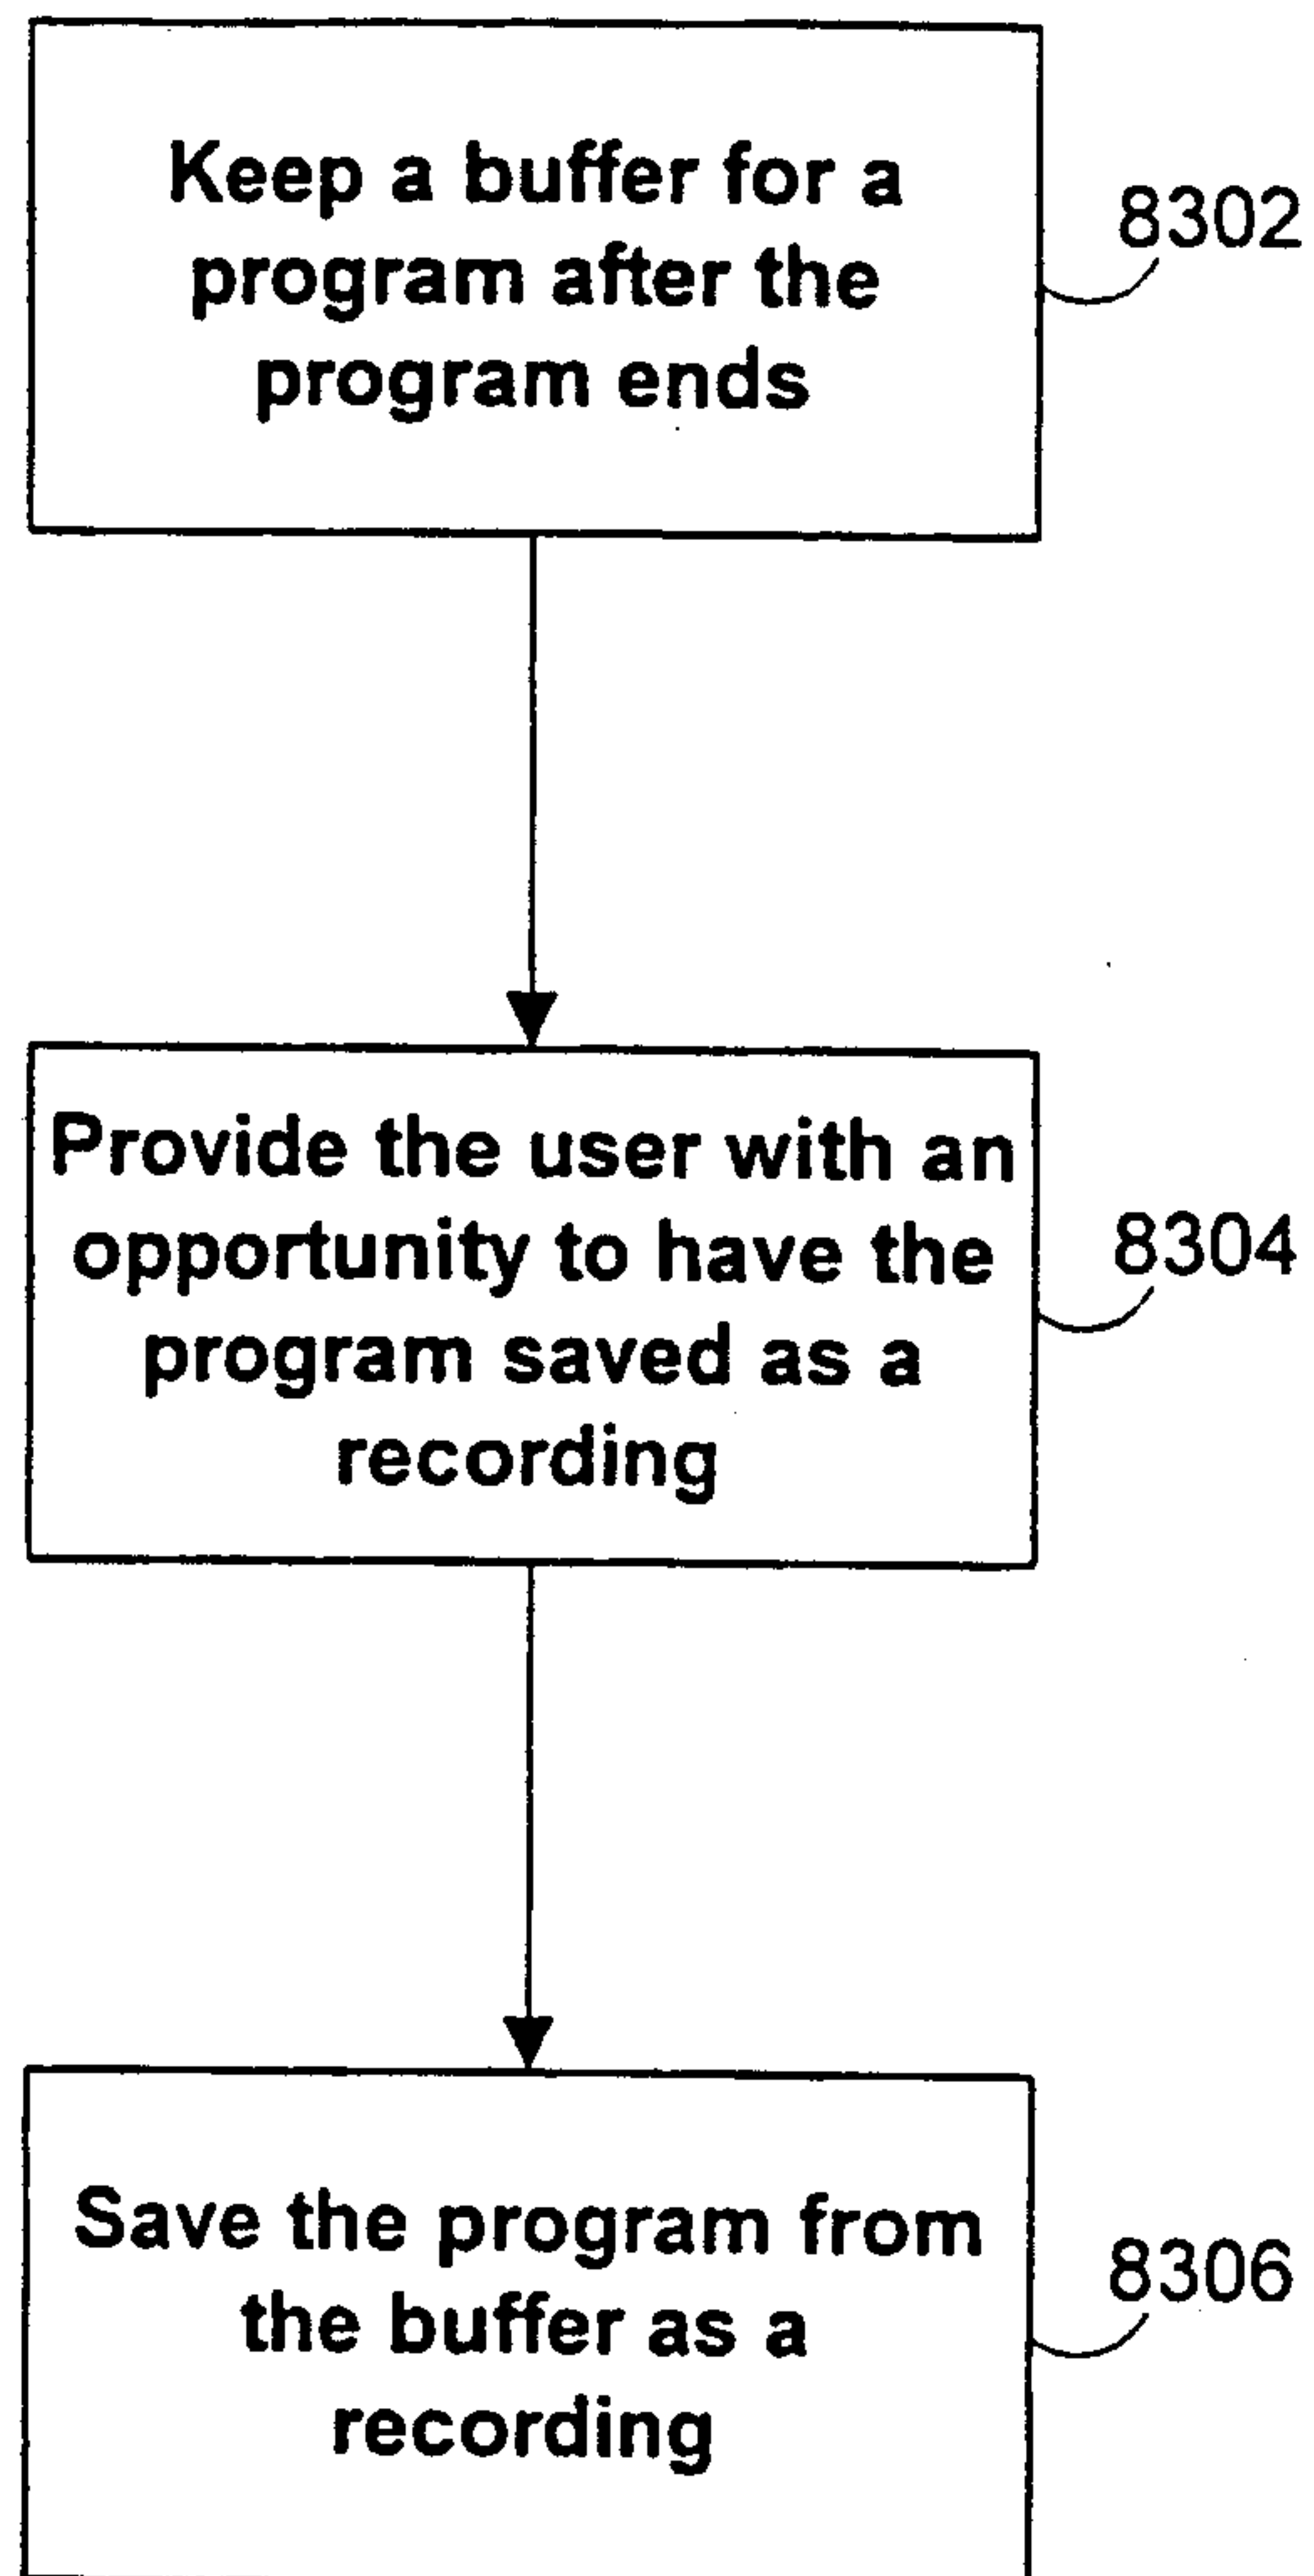 Keep a buffer for a
program after the
program ends
8302
Provide the user with an
opportunity to have the
program saved as a
recording
8304
Save the program from
the buffer as a
recording
8306